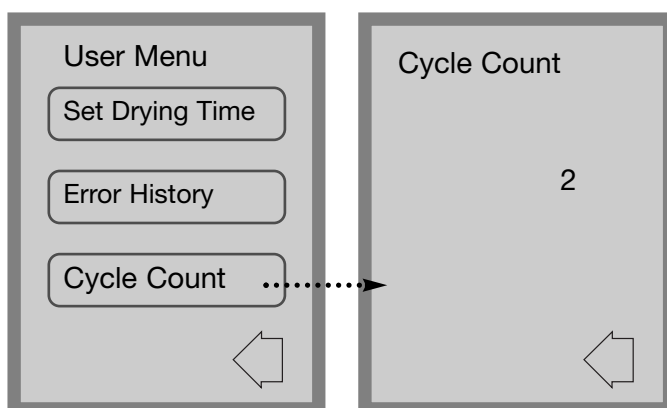 User Menu
Set Drying Time
Error History
Cycle Count
Cycle Count
2